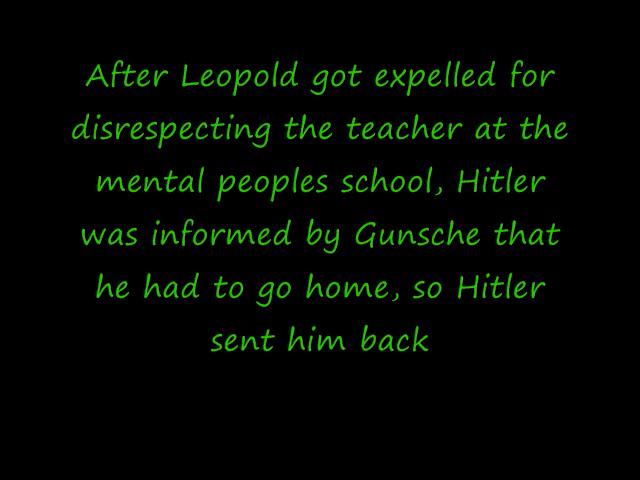 After Leopold got expelled for
disrespecting the teacher at the
mental peoples school, Hitler
was informed by Gunsche that
he had to go home, so Hitler
sent him back